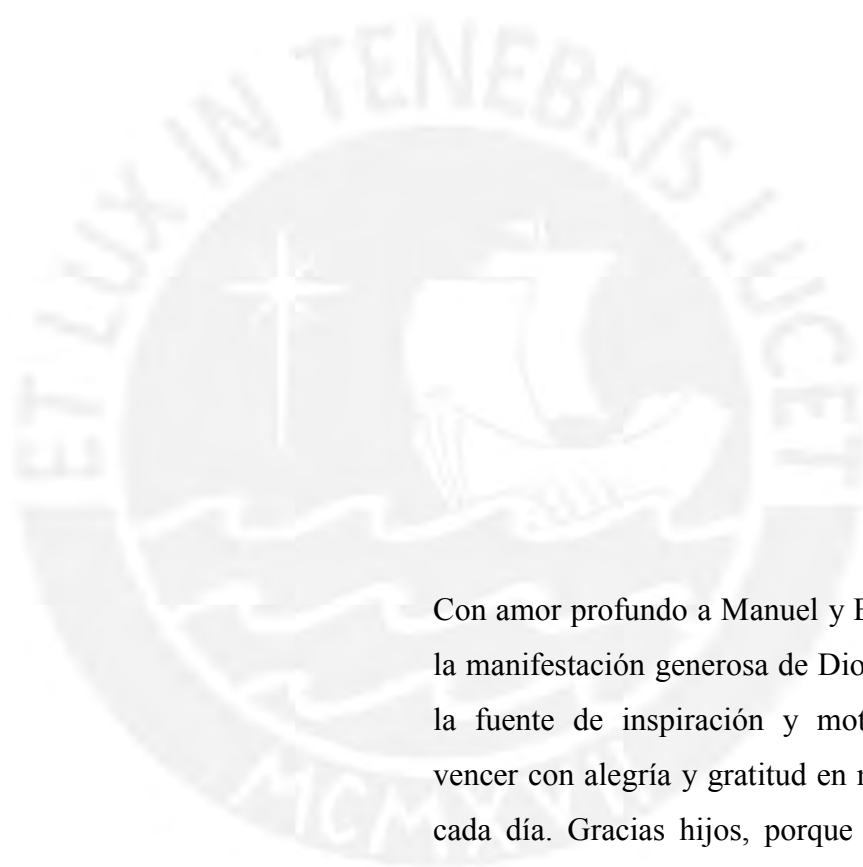 ET LUX IN TENEBRIS LUCET
MCMXVII
Con amor profundo a Manuel y
la manifestación generosa de
la fuente de inspiración y
vencer con alegría y gratitud en
cada día. Gracias hijos, porque